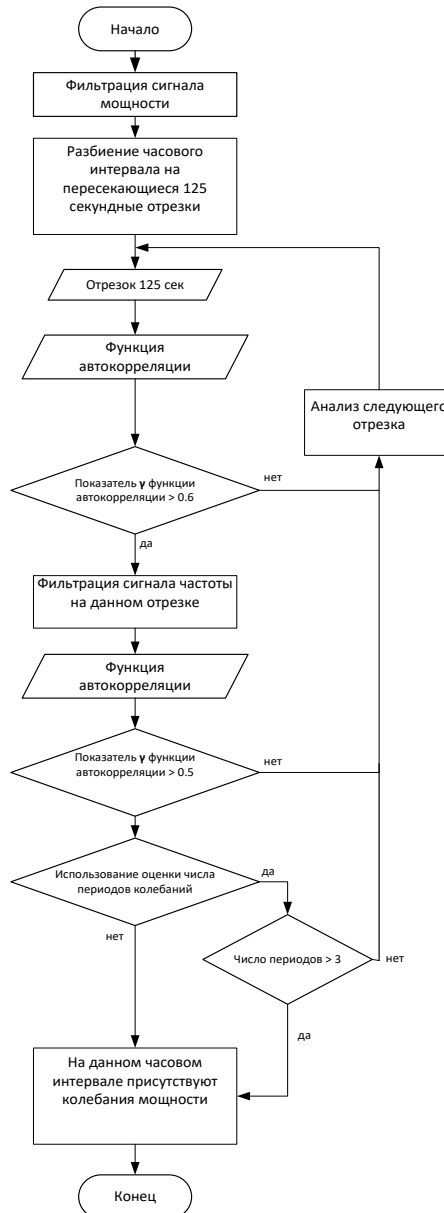 Начало
Фильтрация сигнала
мощности
Разбиение часового
интервала на
пересекающиеся 125
секундные отрезки
Отрезок 125 сек
Функция
автокорреляции
Анализ следующего
отрезка
Показатель γ функции
автокорреляции > 0.6
нет
да
Фильтрация сигнала частоты
на данном отрезке
Функция
автокорреляции
Показатель γ функции
автокорреляции > 0.5
нет
Использование оценки числа
периодов колебаний
да
нет
Число периодов > 3
нет
да
На данном часовом
интервале присутствуют
колебания мощности
Конец